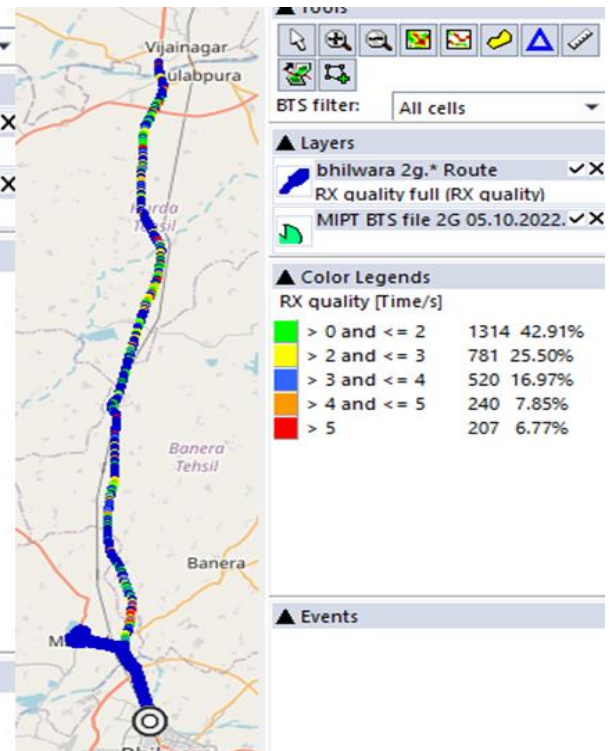 Vijainagar
ulabpura
Tehsil
Banera
Tehsil
Banera
Tools
BTS filter:
All cells
Layers
bhilwara 2g.* Route
RX quality full (RX quality)
MIPT BTS file 2G 05.10.2022.
Color Legends
RX quality [Time/s]
> 0 and <= 2 1314 42.91%
> 2 and <= 3 781 25.50%
> 3 and <= 4 520 16.97%
> 4 and <= 5 240 7.85%
> 5 207 6.77%
Events